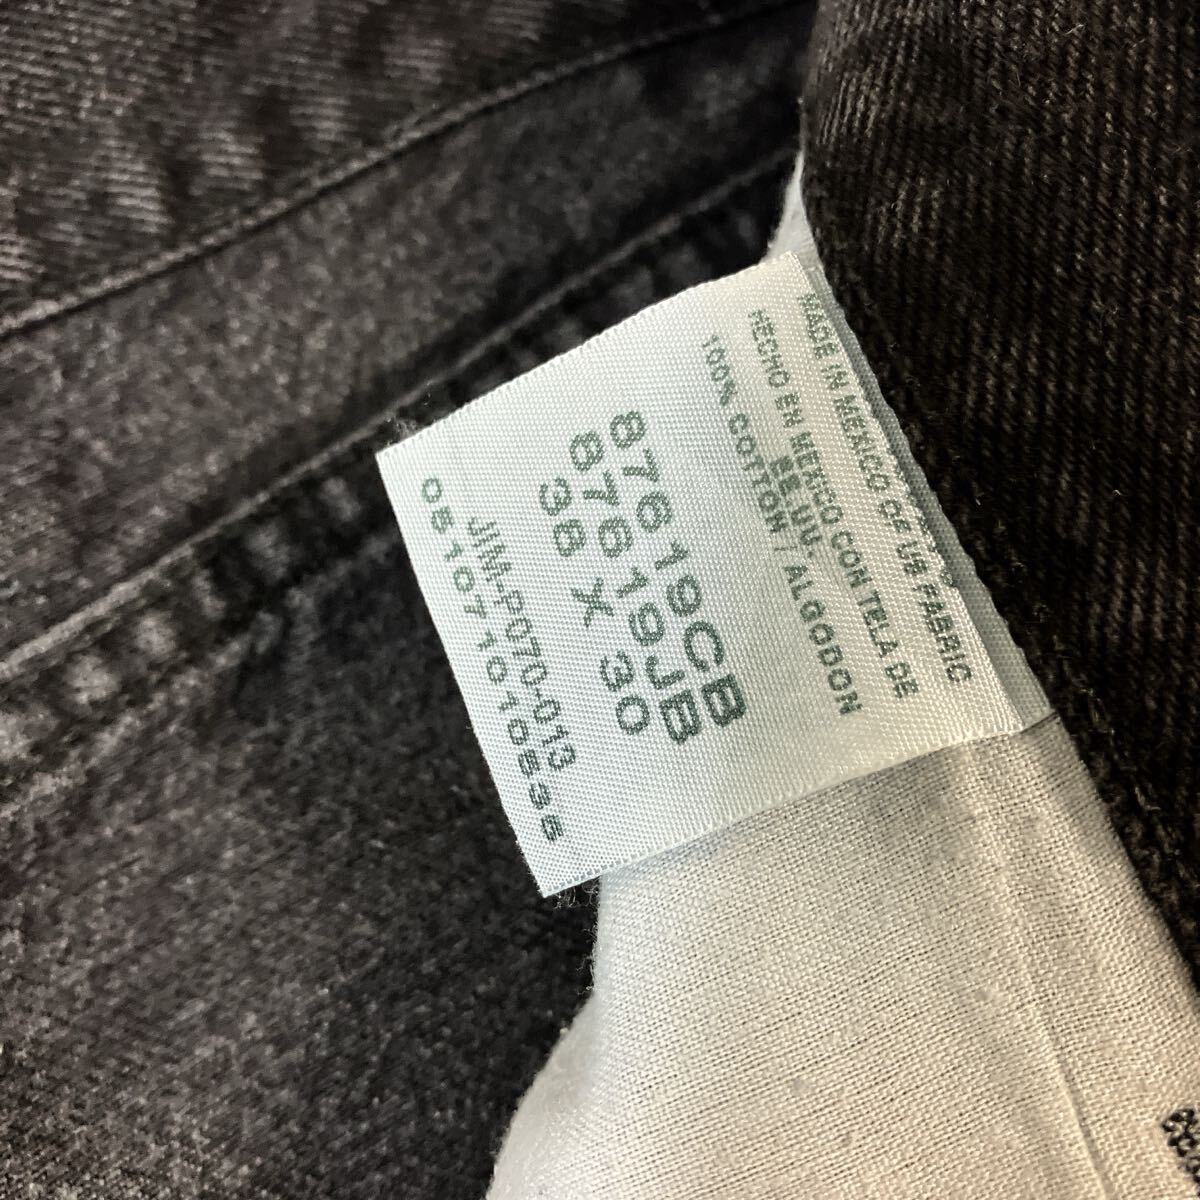 MADE IN MEXICO OF US FABRIC
HECHO EN MEXICO CON TELA DE
EE.UU.
100% COTTON / ALGODON
87619CB
87619JB
38 X 30
JIM-P070-013